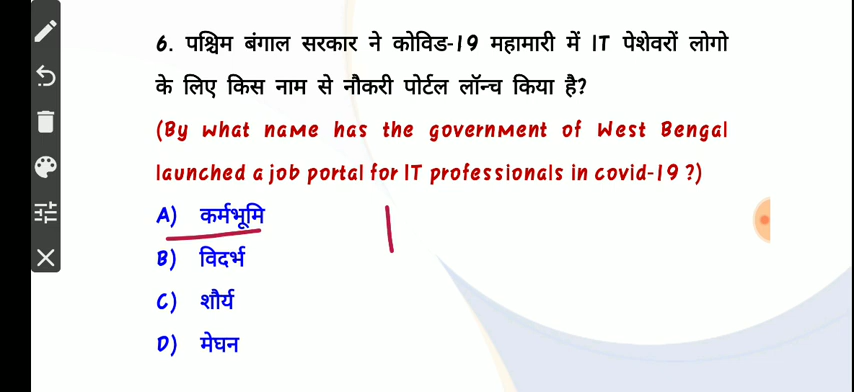 6. पश्चिम बंगाल सरकार ने कोविड-19 महामारी में IT पेशेवरों लोगो
के लिए किस नाम से नौकरी पोर्टल लॉन्च किया है?
(By what name has the government of West Bengal
launched a job portal for IT professionals in covid-19 ?)
A) कर्मभूमि
B) विदर्भ
C) शौर्य
D) मेघन